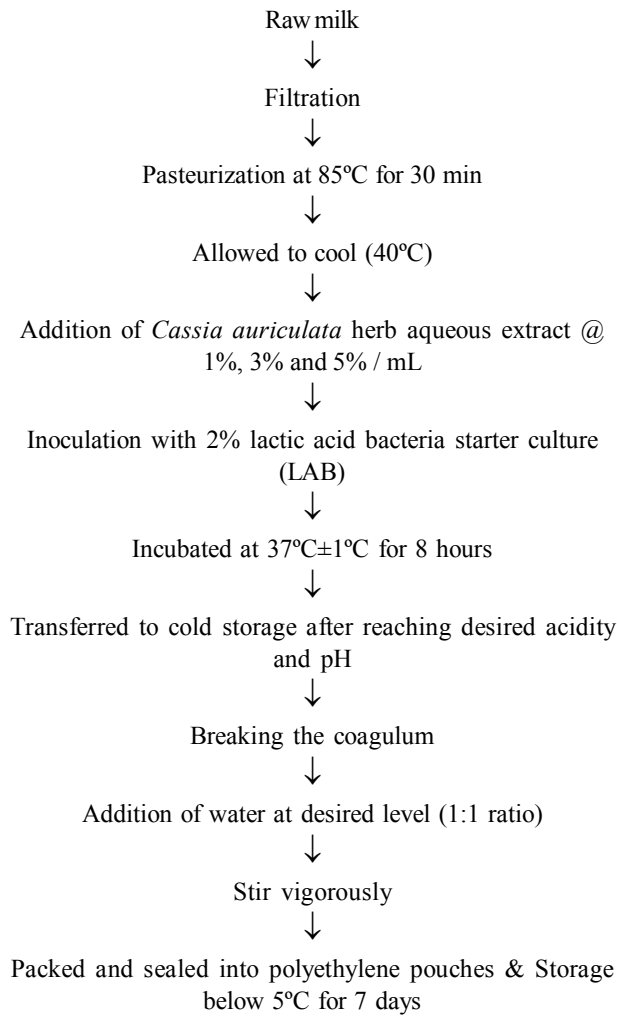 Raw milk
↓
Filtration
↓
Pasteurization at 85ºC for 30 min
↓
Allowed to cool (40ºC)
↓
Addition of Cassia auriculata herb aqueous extract @
1%, 3% and 5% / mL
↓
Inoculation with 2% lactic acid bacteria starter culture
(LAB)
↓
Incubated at 37ºC±1ºC for 8 hours
↓
Transferred to cold storage after reaching desired acidity
and pH
↓
Breaking the coagulum
↓
Addition of water at desired level (1:1 ratio)
↓
Stir vigorously
↓
Packed and sealed into polyethylene pouches & Storage
below 5ºC for 7 days